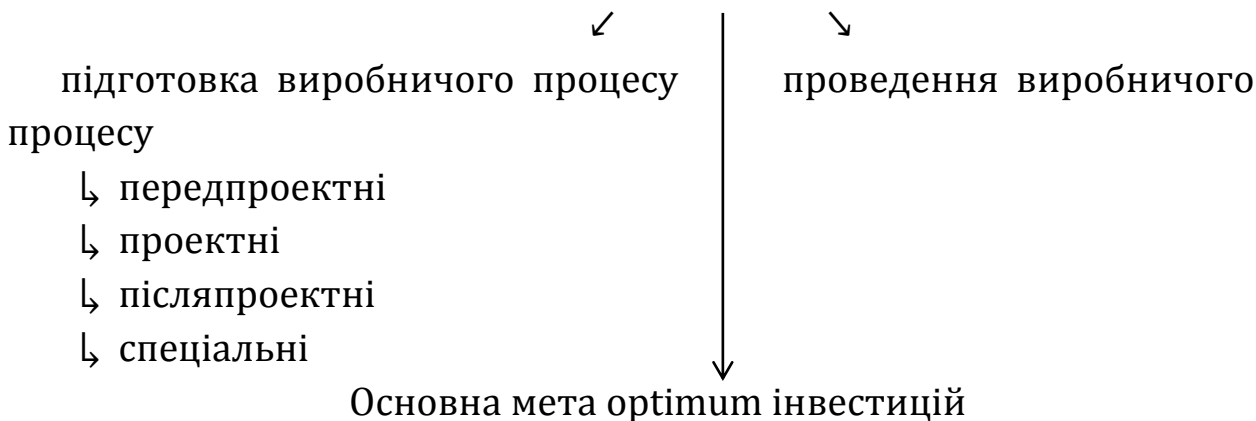 ↙ ↘
підготовка виробничого процесу проведення виробничого
процесу
↳ передпроектні
↳ проектні
↳ післяпроектні
↳ спеціальні
Основна мета optimum інвестицій